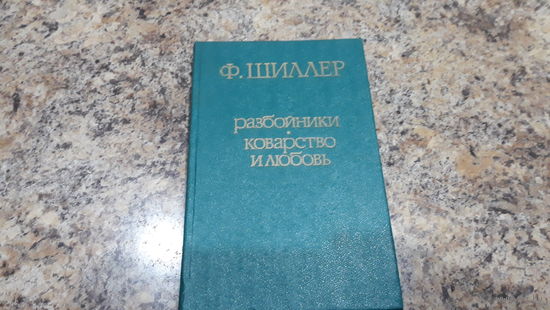 Ф. ШИЛЛЕР
РАЗБОЙНИКИ
•
КОВАРСТВО
И ЛЮБОВЬ